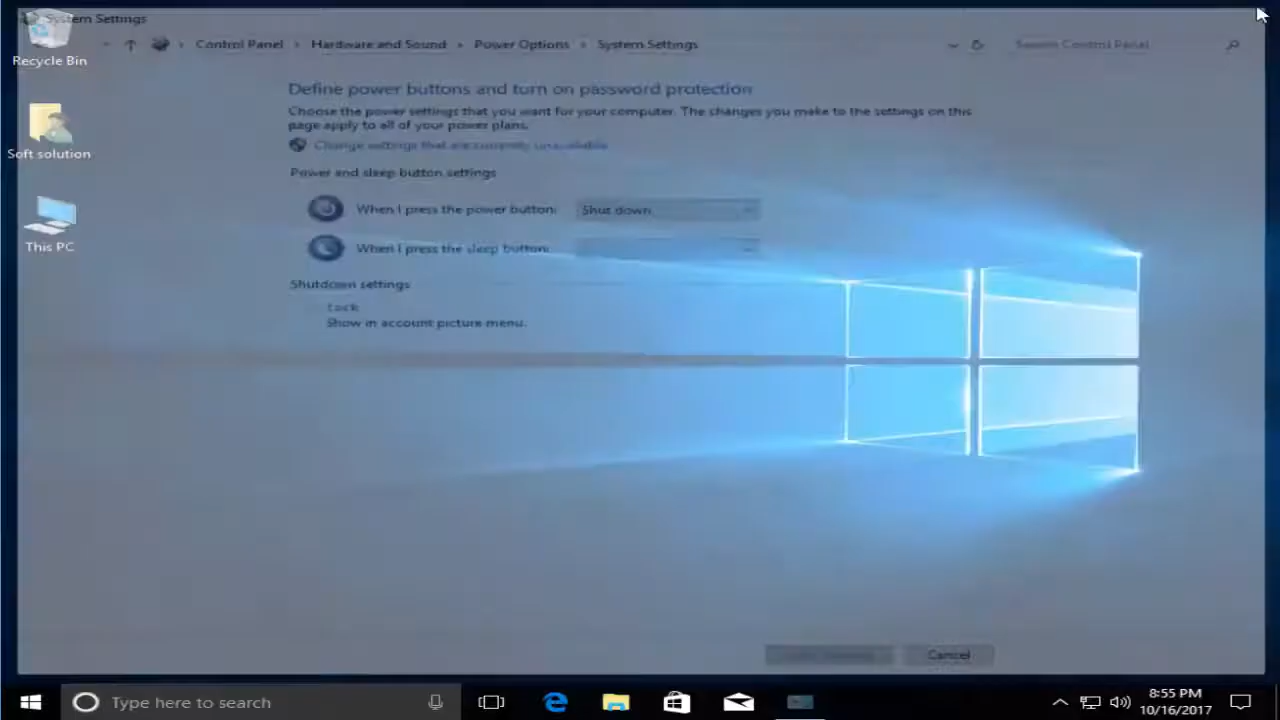 System Settings
Recycle Bin
Control Panel > Hardware and Sound > Power Options > System Settings
Search Control Panel
Define power buttons and turn on password protection
Choose the power settings that you want for your computer. The changes you make to the settings on this
page apply to all of your power plans.
Soft solution
Change settings that are currently unavailable
Power and sleep button settings
When I press the power button: Shut down
This PC
When I press the sleep button:
Shutdown settings
Lock
Show in account picture menu.
Cancel
Type here to search
8:55 PM
10/16/2017